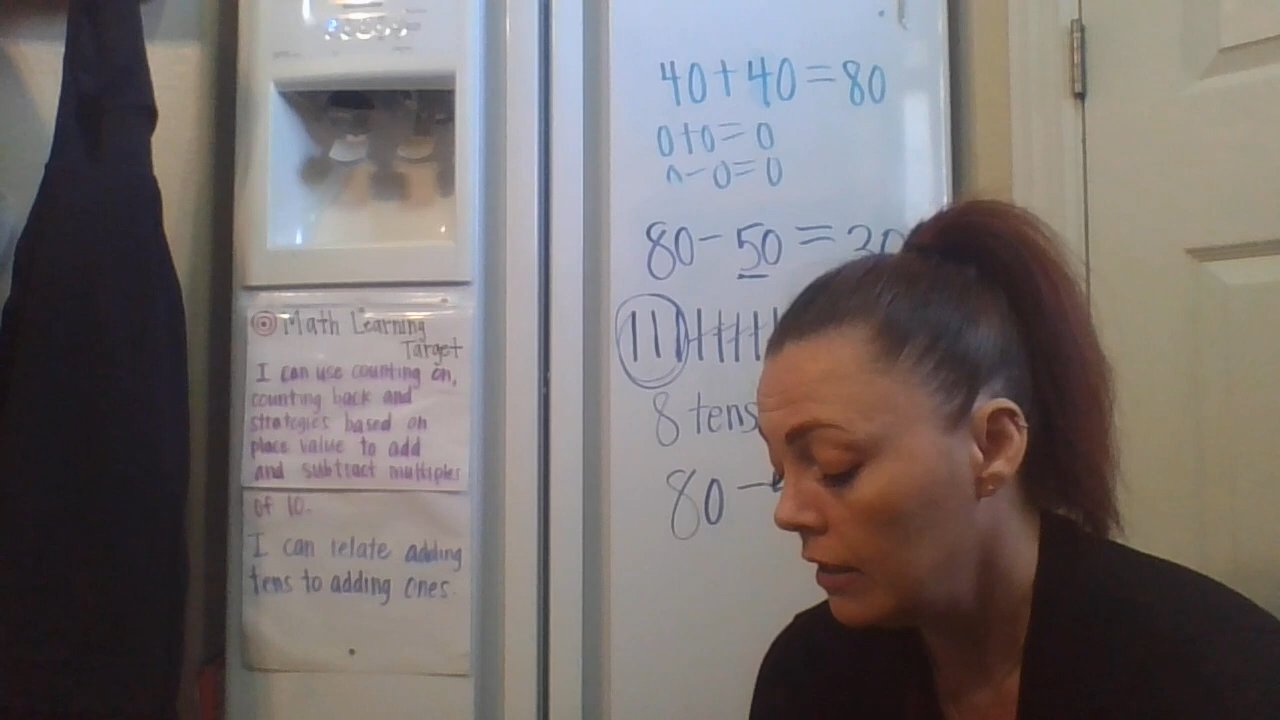 Math Learning
Target
I can use counting on,
counting back and
strategies based on
place value to add
and subtract multiples
of 10.
I can relate adding
tens to adding ones.
40+40=80
0+0=0
0-0=0
80-50=30
8 tens
80-